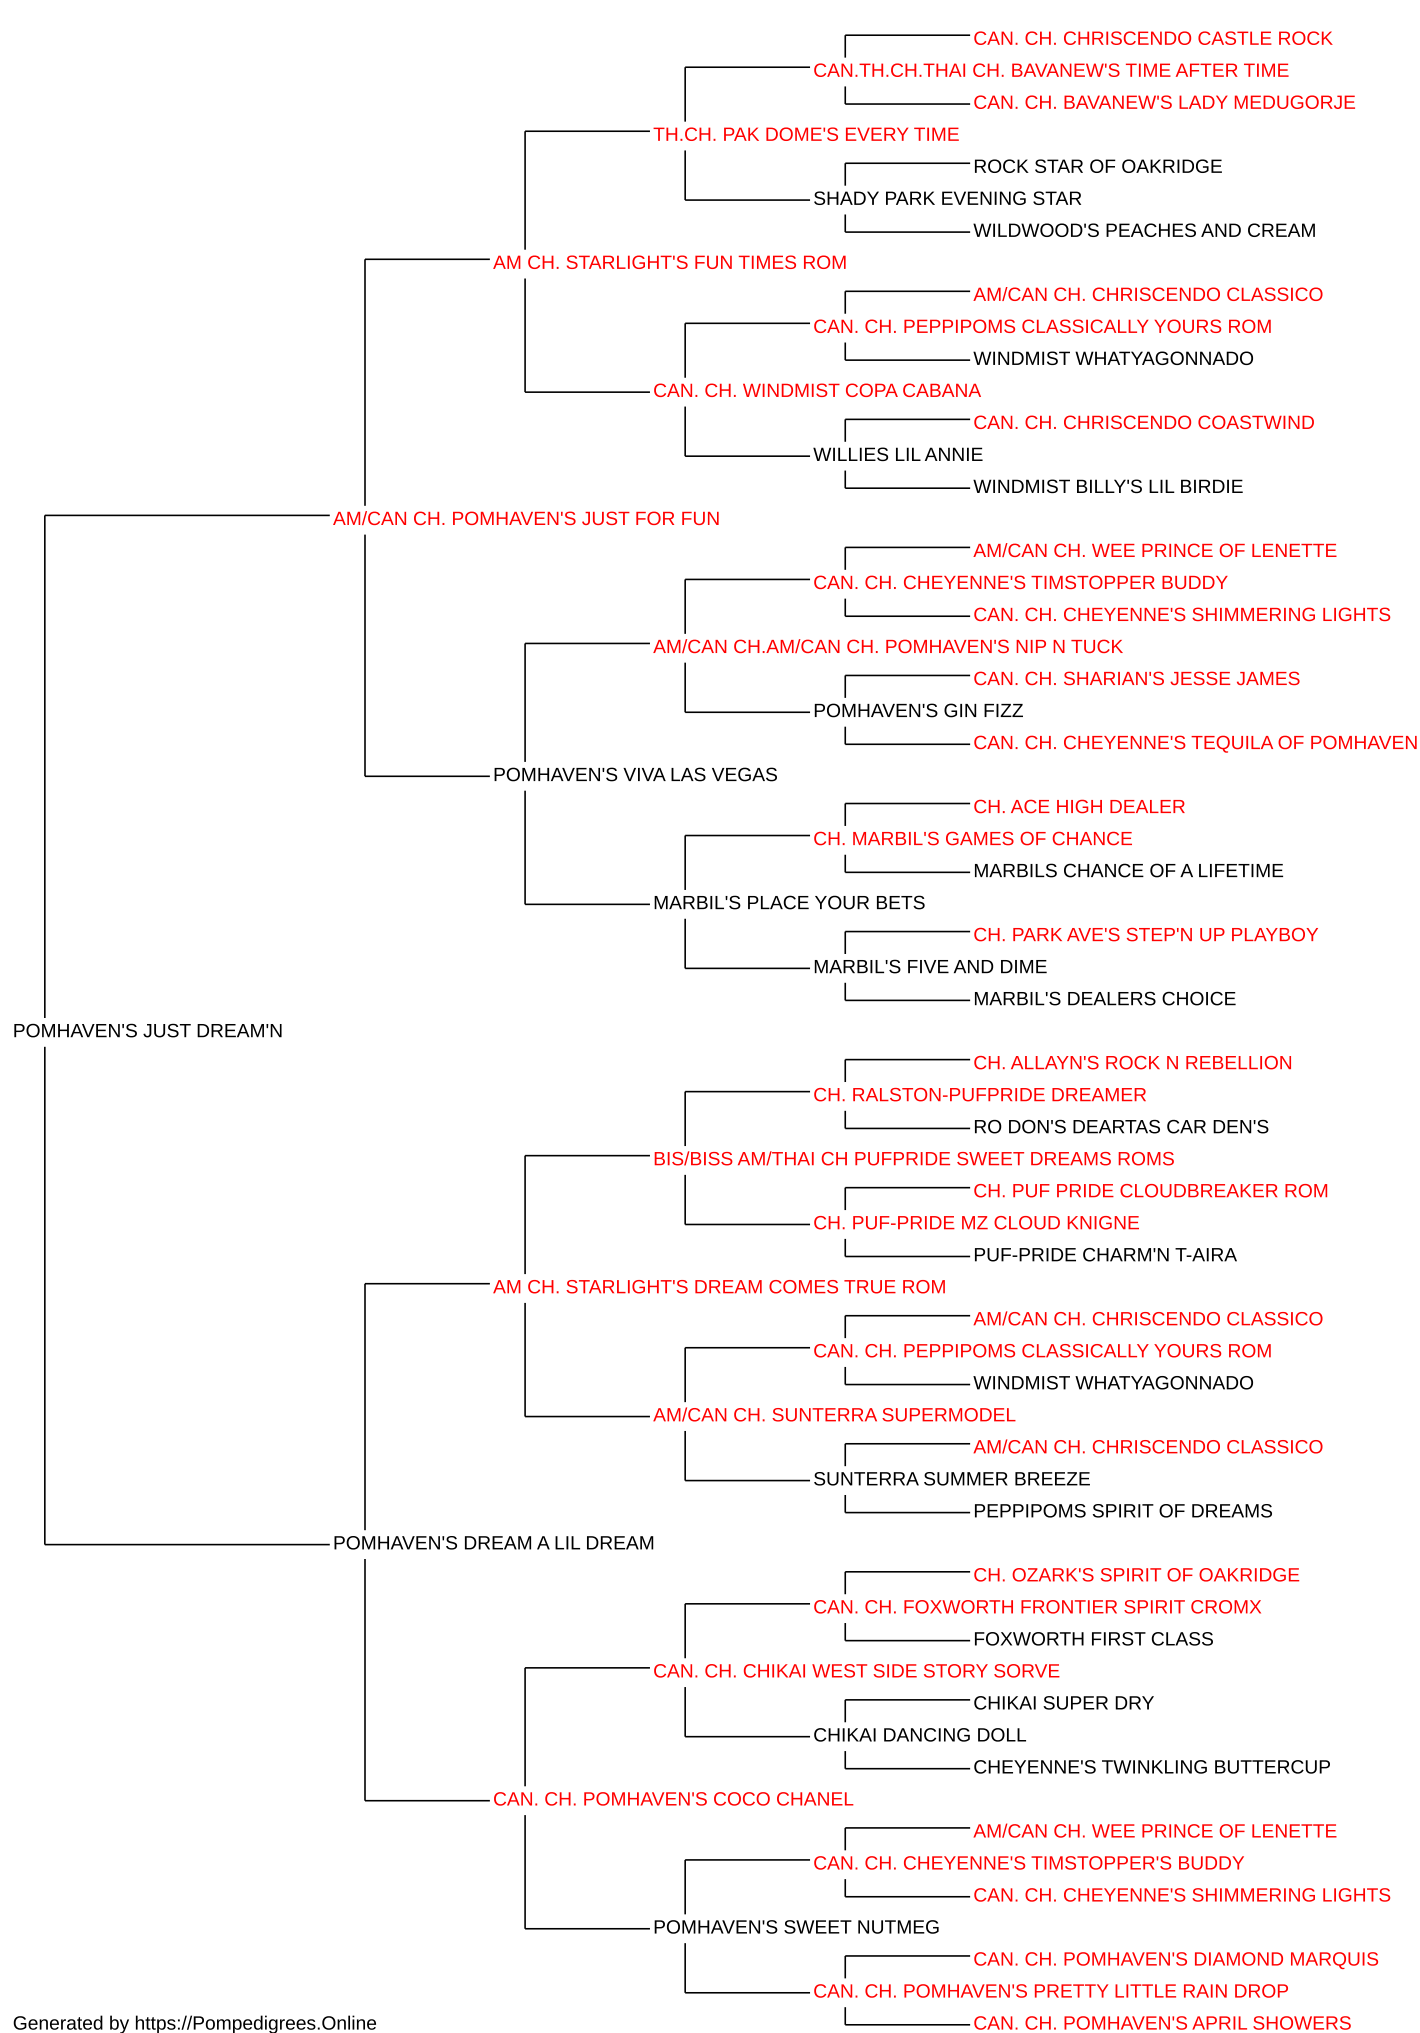 CAN. CH. CHRISCENDO CASTLE ROCK
CAN.TH.CH.THAI CH. BAVANEW'S TIME AFTER TIME
CAN. CH. BAVANEW'S LADY MEDUGORJE
TH.CH. PAK DOME'S EVERY TIME
ROCK STAR OF OAKRIDGE
SHADY PARK EVENING STAR
WILDWOOD'S PEACHES AND CREAM
AM CH. STARLIGHT'S FUN TIMES ROM
AM/CAN CH. CHRISCENDO CLASSICO
CAN. CH. PEPPIPOMS CLASSICALLY YOURS ROM
WINDMIST WHATYAGONNADO
CAN. CH. WINDMIST COPA CABANA
CAN. CH. CHRISCENDO COASTWIND
WILLIES LIL ANNIE
WINDMIST BILLY'S LIL BIRDIE
AM/CAN CH. POMHAVEN'S JUST FOR FUN
AM/CAN CH. WEE PRINCE OF LENETTE
CAN. CH. CHEYENNE'S TIMSTOPPER BUDDY
CAN. CH. CHEYENNE'S SHIMMERING LIGHTS
AM/CAN CH.AM/CAN CH. POMHAVEN'S NIP N TUCK
CAN. CH. SHARIAN'S JESSE JAMES
POMHAVEN'S GIN FIZZ
CAN. CH. CHEYENNE'S TEQUILA OF POMHAVEN
POMHAVEN'S VIVA LAS VEGAS
CH. ACE HIGH DEALER
CH. MARBIL'S GAMES OF CHANCE
MARBILS CHANCE OF A LIFETIME
MARBIL'S PLACE YOUR BETS
CH. PARK AVE'S STEP'N UP PLAYBOY
MARBIL'S FIVE AND DIME
MARBIL'S DEALERS CHOICE
POMHAVEN'S JUST DREAM'N
CH. ALLAYN'S ROCK N REBELLION
CH. RALSTON-PUFPRIDE DREAMER
RO DON'S DEARTAS CAR DEN'S
BIS/BISS AM/THAI CH PUFPRIDE SWEET DREAMS ROMS
CH. PUF PRIDE CLOUDBREAKER ROM
CH. PUF-PRIDE MZ CLOUD KNIGNE
PUF-PRIDE CHARM'N T-AIRA
AM CH. STARLIGHT'S DREAM COMES TRUE ROM
AM/CAN CH. CHRISCENDO CLASSICO
CAN. CH. PEPPIPOMS CLASSICALLY YOURS ROM
WINDMIST WHATYAGONNADO
AM/CAN CH. SUNTERRA SUPERMODEL
AM/CAN CH. CHRISCENDO CLASSICO
SUNTERRA SUMMER BREEZE
PEPPIPOMS SPIRIT OF DREAMS
POMHAVEN'S DREAM A LIL DREAM
CH. OZARK'S SPIRIT OF OAKRIDGE
CAN. CH. FOXWORTH FRONTIER SPIRIT CROMX
FOXWORTH FIRST CLASS
CAN. CH. CHIKAI WEST SIDE STORY SORVE
CHIKAI SUPER DRY
CHIKAI DANCING DOLL
CHEYENNE'S TWINKLING BUTTERCUP
CAN. CH. POMHAVEN'S COCO CHANEL
AM/CAN CH. WEE PRINCE OF LENETTE
CAN. CH. CHEYENNE'S TIMSTOPPER'S BUDDY
CAN. CH. CHEYENNE'S SHIMMERING LIGHTS
POMHAVEN'S SWEET NUTMEG
CAN. CH. POMHAVEN'S DIAMOND MARQUIS
CAN. CH. POMHAVEN'S PRETTY LITTLE RAIN DROP
CAN. CH. POMHAVEN'S APRIL SHOWERS
Generated by https://Pompedigrees.Online